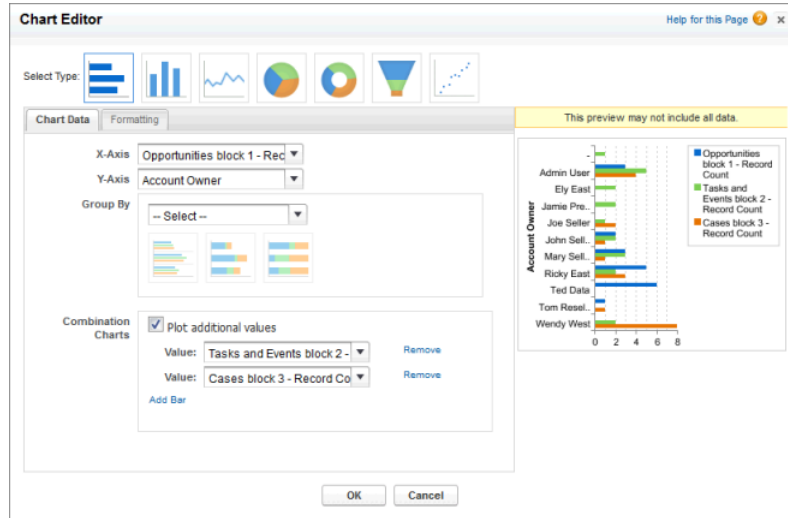 Chart Editor
Help for this Page
?
x
Select Type:
Chart Data
Formatting
X-Axis
Opportunities block 1 - Rec
Y-Axis
Account Owner
Group By
-- Select --
Combination
Charts
Plot additional values
Value:
Tasks and Events block 2 -
Remove
Value:
Cases block 3 - Record Co
Remove
Add Bar
This preview may not include all data.
Account Owner
-
Admin User
Ely East
Jamie Pre..
Joe Seller
John Sell..
Mary Sell..
Ricky East
Ted Data
Tom Resel..
Wendy West
0 2 4 6 8
Opportunities
block 1 - Record
Count
Tasks and
Events block 2 -
Record Count
Cases block 3 -
Record Count
OK
Cancel